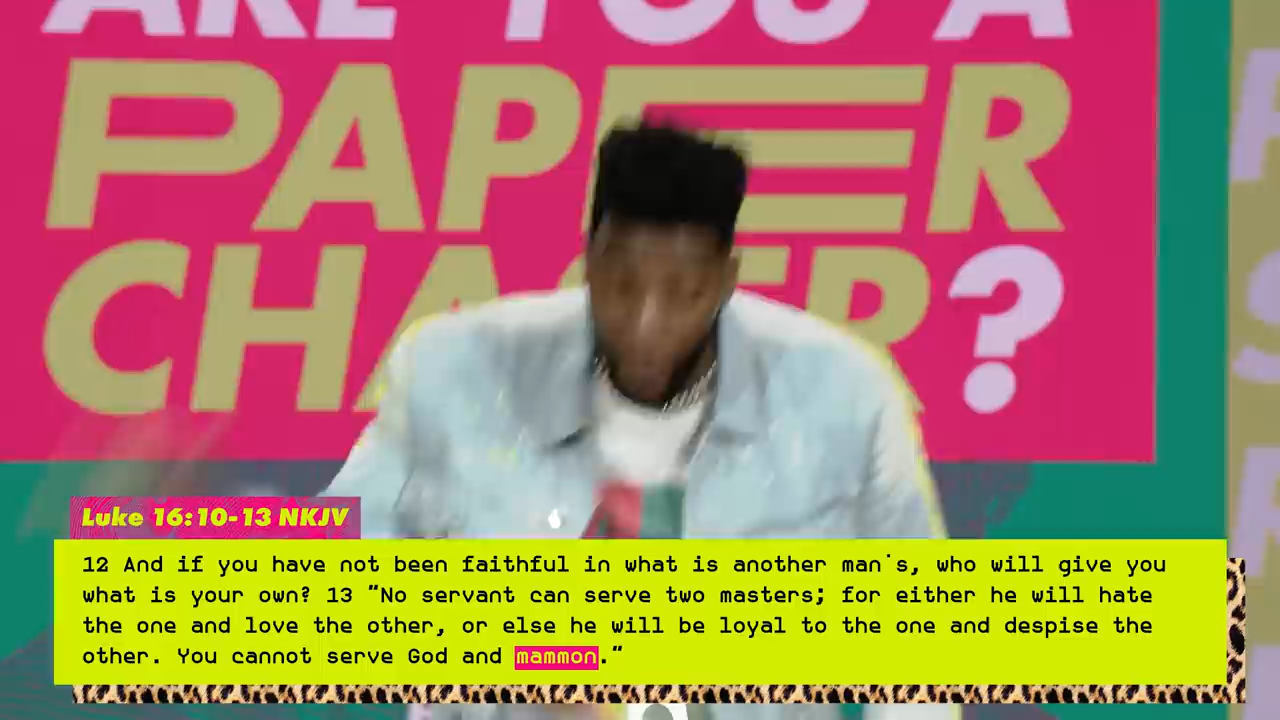 ARE YOU A
PAPER
CHASER?
Luke 16:10-13 NKJV
12 And if you have not been faithful in what is another man's, who will give you
what is your own? 13 "No servant can serve two masters; for either he will hate
the one and love the other, or else he will be loyal to the one and despise the
other. You cannot serve God and mammon."